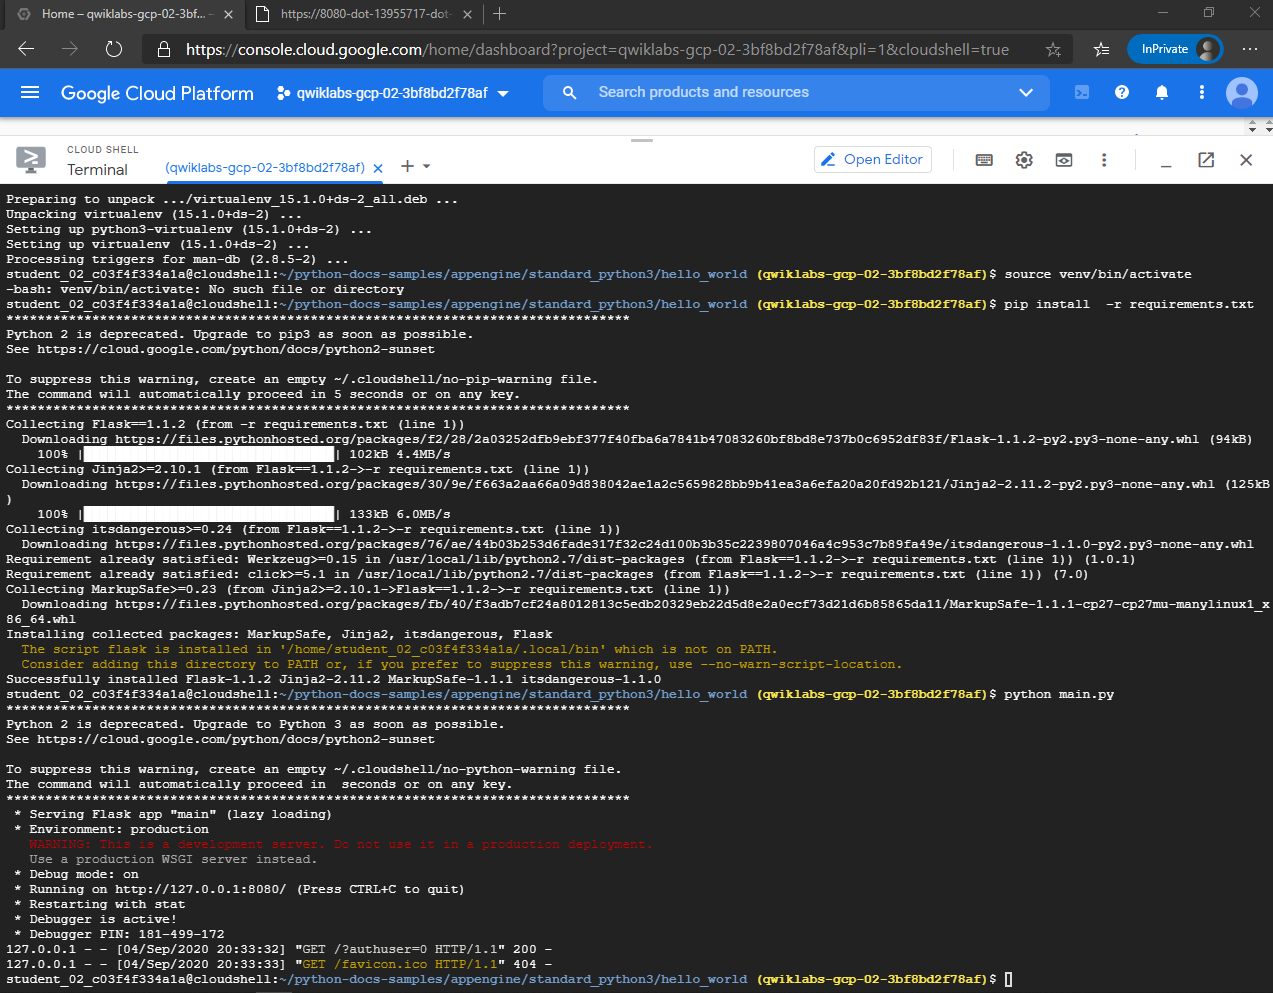 Home – qwiklabs-gcp-02-3bf...
https://8080-dot-13955717-dot-
https://console.cloud.google.com/home/dashboard?project=qwiklabs-gcp-02-3bf8bd2f78af&pli=1&cloudshell=true
InPrivate
Google Cloud Platform
qwiklabs-gcp-02-3bf8bd2f78af
Search products and resources
CLOUD SHELL
Terminal
(qwiklabs-gcp-02-3bf8bd2f78af)
Open Editor
Preparing to unpack .../virtualenv_15.1.0+ds-2_all.deb ...
Unpacking virtualenv (15.1.0+ds-2) ...
Setting up python3-virtualenv (15.1.0+ds-2) ...
Setting up virtualenv (15.1.0+ds-2) ...
Processing triggers for man-db (2.8.5-2) ...
student_02_c03f4f334a1a@cloudshell:~/python-docs-samples/appengine/standard_python3/hello_world (qwiklabs-gcp-02-3bf8bd2f78af)$ source venv/bin/activate
-bash: venv/bin/activate: No such file or directory
student_02_c03f4f334a1a@cloudshell:~/python-docs-samples/appengine/standard_python3/hello_world (qwiklabs-gcp-02-3bf8bd2f78af)$ pip install  -r requirements.txt
********************************************************************************
Python 2 is deprecated. Upgrade to pip3 as soon as possible.
See https://cloud.google.com/python/docs/python2-sunset
To suppress this warning, create an empty ~/.cloudshell/no-pip-warning file.
The command will automatically proceed in 5 seconds or on any key.
********************************************************************************
Collecting Flask==1.1.2 (from -r requirements.txt (line 1))
Downloading https://files.pythonhosted.org/packages/f2/28/2a03252dfb9ebf377f40fba6a7841b47083260bf8bd8e737b0c6952df83f/Flask-1.1.2-py2.py3-none-any.whl (94kB)
100% |████████████████████████████████| 102kB 4.4MB/s
Collecting Jinja2>=2.10.1 (from Flask==1.1.2->-r requirements.txt (line 1))
Downloading https://files.pythonhosted.org/packages/30/9e/f663a2aa66a09d838042ae1a2c5659828bb9b41ea3a6efa20a20fd92b121/Jinja2-2.11.2-py2.py3-none-any.whl (125kB
)
100% |████████████████████████████████| 133kB 6.0MB/s
Collecting itsdangerous>=0.24 (from Flask==1.1.2->-r requirements.txt (line 1))
Downloading https://files.pythonhosted.org/packages/76/ae/44b03b253d6fade317f32c24d100b3b35c2239807046a4c953c7b89fa49e/itsdangerous-1.1.0-py2.py3-none-any.whl
Requirement already satisfied: Werkzeug>=0.15 in /usr/local/lib/python2.7/dist-packages (from Flask==1.1.2->-r requirements.txt (line 1)) (1.0.1)
Requirement already satisfied: click>=5.1 in /usr/local/lib/python2.7/dist-packages (from Flask==1.1.2->-r requirements.txt (line 1)) (7.0)
Collecting MarkupSafe>=0.23 (from Jinja2>=2.10.1->Flask==1.1.2->-r requirements.txt (line 1))
Downloading https://files.pythonhosted.org/packages/fb/40/f3adb7cf24a8012813c5edb20329eb22d5d8e2a0ecf73d21d6b85865da11/MarkupSafe-1.1.1-cp27-cp27mu-manylinux1_x
86_64.whl
Installing collected packages: MarkupSafe, Jinja2, itsdangerous, Flask
The script flask is installed in '/home/student_02_c03f4f334a1a/.local/bin' which is not on PATH.
Consider adding this directory to PATH or, if you prefer to suppress this warning, use --no-warn-script-location.
Successfully installed Flask-1.1.2 Jinja2-2.11.2 MarkupSafe-1.1.1 itsdangerous-1.1.0
student_02_c03f4f334a1a@cloudshell:~/python-docs-samples/appengine/standard_python3/hello_world (qwiklabs-gcp-02-3bf8bd2f78af)$ python main.py
********************************************************************************
Python 2 is deprecated. Upgrade to Python 3 as soon as possible.
See https://cloud.google.com/python/docs/python2-sunset
To suppress this warning, create an empty ~/.cloudshell/no-python-warning file.
The command will automatically proceed in  seconds or on any key.
********************************************************************************
* Serving Flask app "main" (lazy loading)
* Environment: production
WARNING: This is a development server. Do not use it in a production deployment.
Use a production WSGI server instead.
* Debug mode: on
* Running on http://127.0.0.1:8080/ (Press CTRL+C to quit)
* Restarting with stat
* Debugger is active!
* Debugger PIN: 181-499-172
127.0.0.1 - - [04/Sep/2020 20:33:32] "GET /?authuser=0 HTTP/1.1" 200 -
127.0.0.1 - - [04/Sep/2020 20:33:33] "GET /favicon.ico HTTP/1.1" 404 -
student_02_c03f4f334a1a@cloudshell:~/python-docs-samples/appengine/standard_python3/hello_world (qwiklabs-gcp-02-3bf8bd2f78af)$